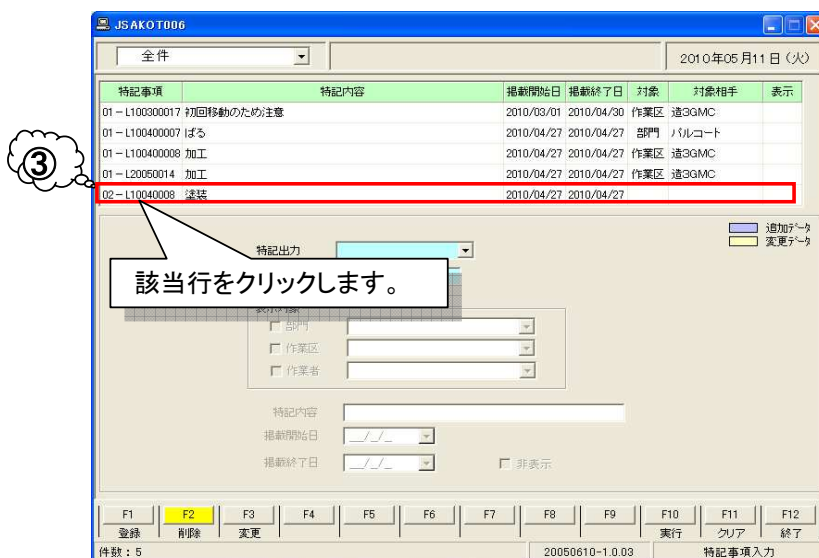 JSAKOT006
全件 2010年05月11日（火）
特記事項 特記内容 掲載開始日 掲載終了日 対象 対象相手 表示
01－L100300017 初回移動のため注意 2010/03/01 2010/04/30 作業区 造3GMC
01－L100400007 ばる 2010/04/27 2010/04/27 部門 パルコート
01－L100400008 加工 2010/04/27 2010/04/27 作業区 造3GMC
01－L20050014 加工 2010/04/27 2010/04/27 作業区 造3GMC
02－L10040008 塗装 2010/04/27 2010/04/27
③
追加ﾃﾞｰﾀ
変更ﾃﾞｰﾀ
特記出力
該当行をクリックします。
表示対象
部門
作業区
作業者
特記内容
掲載開始日 __/_/_
掲載終了日 __/_/_ 非表示
F1 F2 F3 F4 F5 F6 F7 F8 F9 F10 F11 F12
登録 削除 変更 実行 クリア 終了
件数：5 20050610-1.0.03 特記事項入力